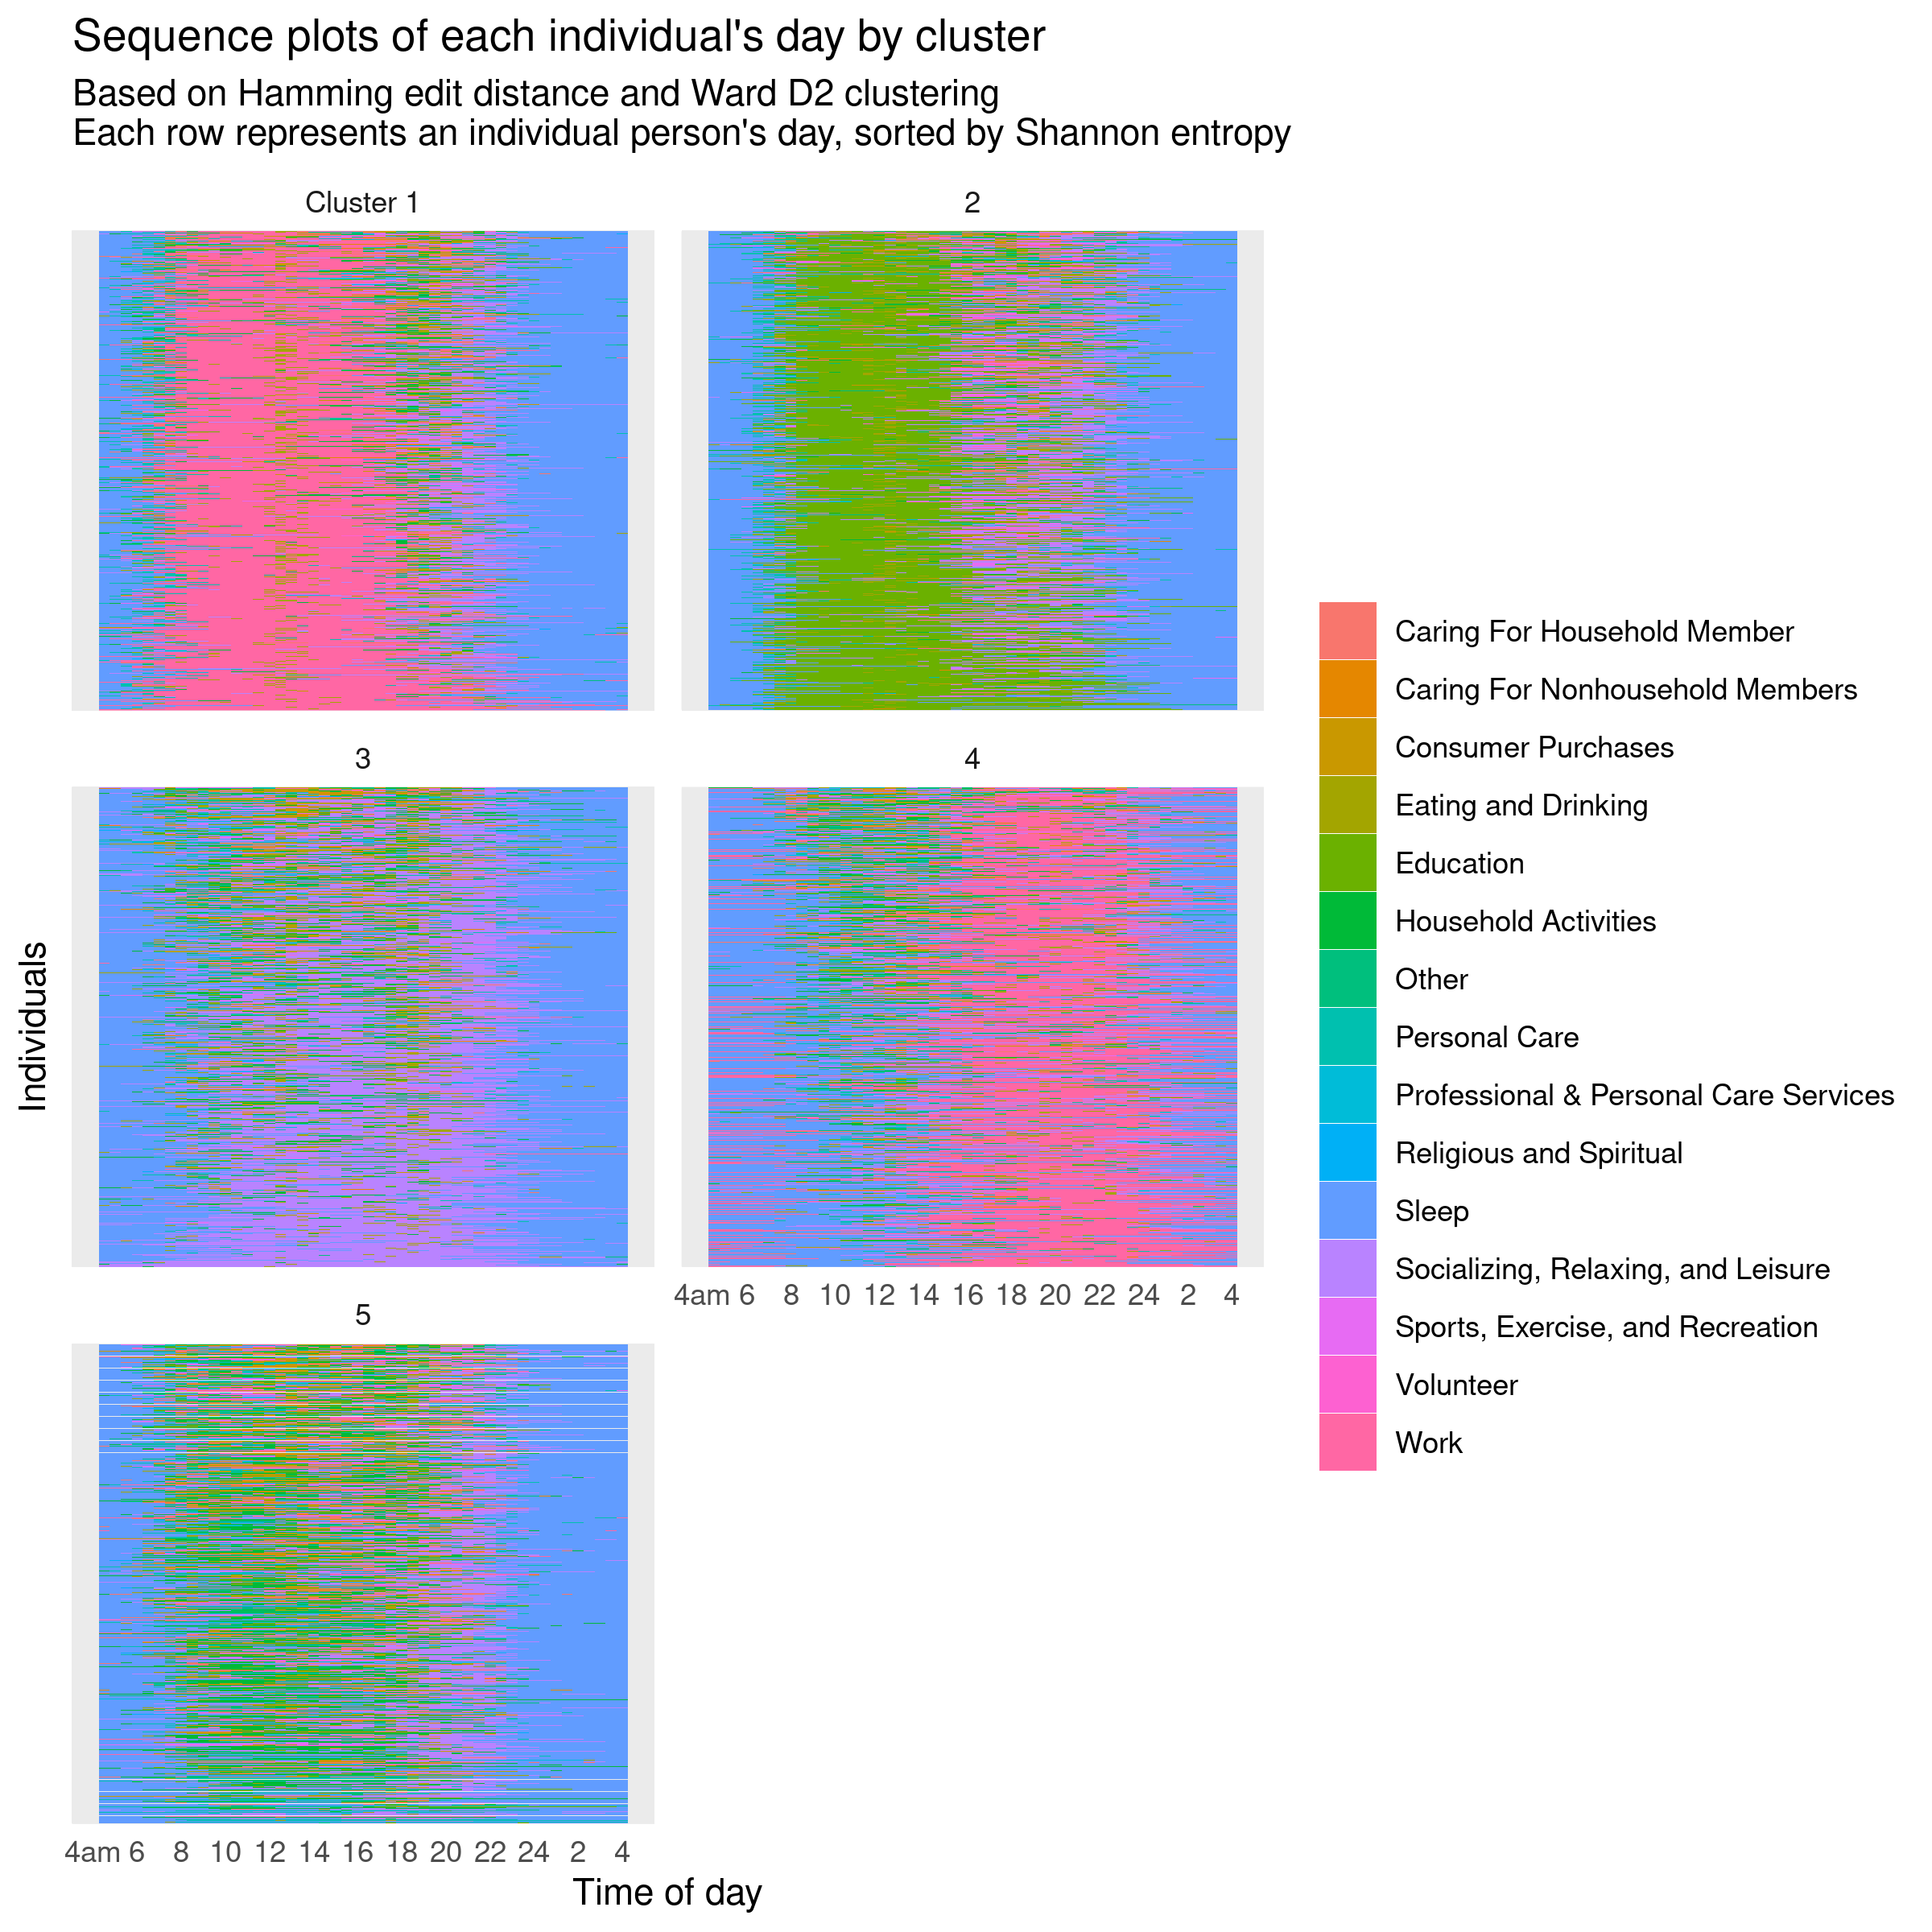 Sequence plots of each individual's day by cluster
Based on Hamming edit distance and Ward D2 clustering
Each row represents an individual person's day, sorted by Shannon entropy
Cluster 1
2
3
4
4am 6 8 10 12 14 16 18 20 22 24 2 4
5
4am 6 8 10 12 14 16 18 20 22 24 2 4
Time of day
Individuals
Caring For Household Member
Caring For Nonhousehold Members
Consumer Purchases
Eating and Drinking
Education
Household Activities
Other
Personal Care
Professional & Personal Care Services
Religious and Spiritual
Sleep
Socializing, Relaxing, and Leisure
Sports, Exercise, and Recreation
Volunteer
Work